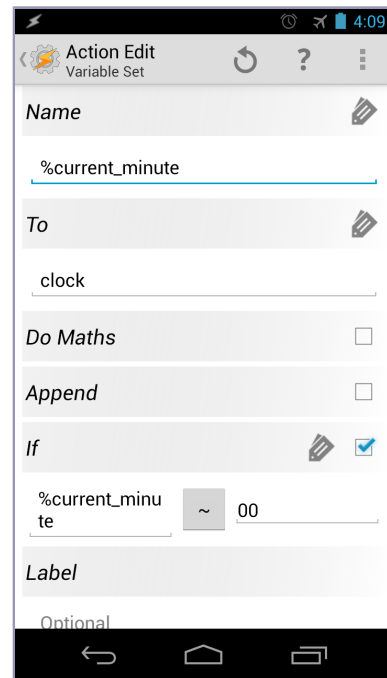 4:09
Action Edit
Variable Set
?
Name
%current_minute
To
clock
Do Maths
Append
If
%current_minu
te
~
00
Label
Optional